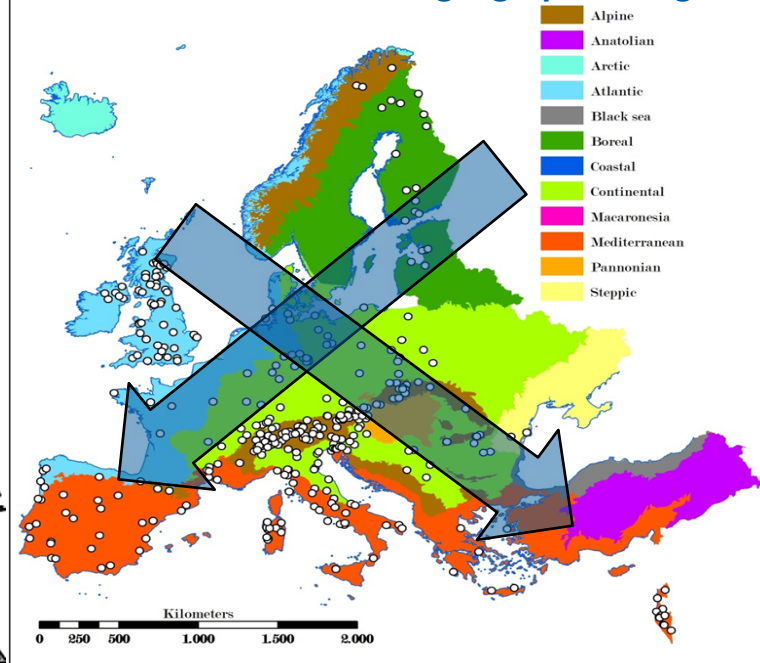 Alpine
Anatolian
Arctic
Atlantic
Black sea
Boreal
Coastal
Continental
Macaronesia
Mediterranean
Pannonian
Steppic
Kilometers
0 250 500 1.000 1.500 2.000